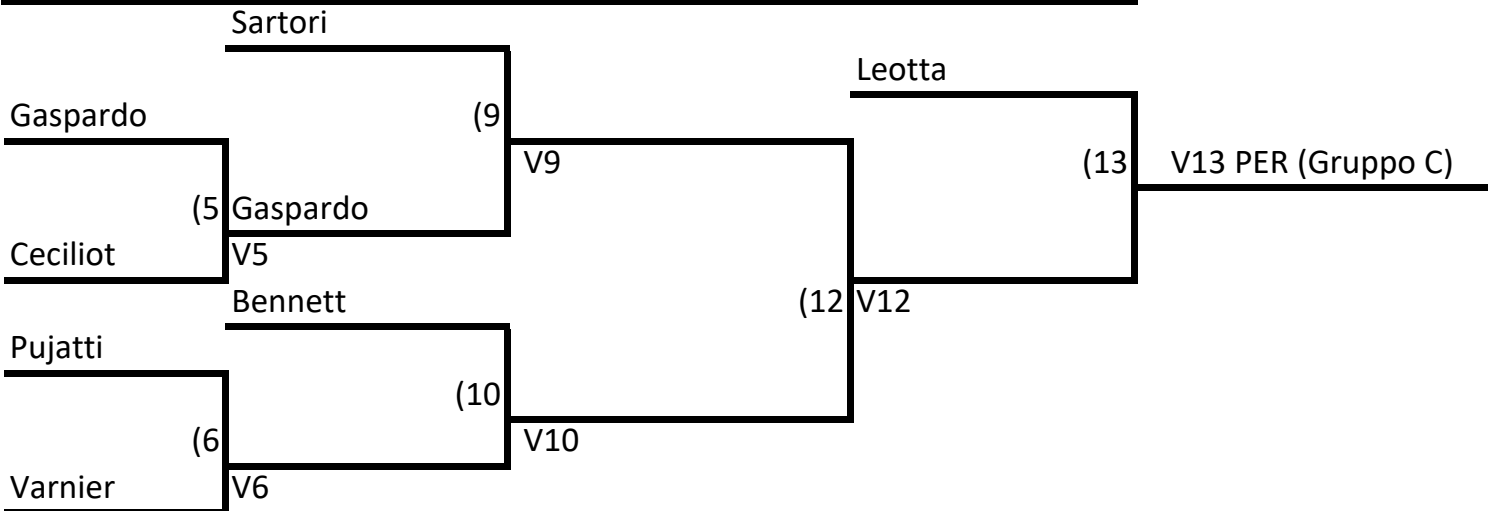 Sartori
Leotta
Gaspardo
(9
V9
(13
V13 PER (Gruppo C)
(5
Gaspardo
Ceciliot
V5
Bennett
(12
V12
Pujatti
(10
(6
V10
Varnier
V6